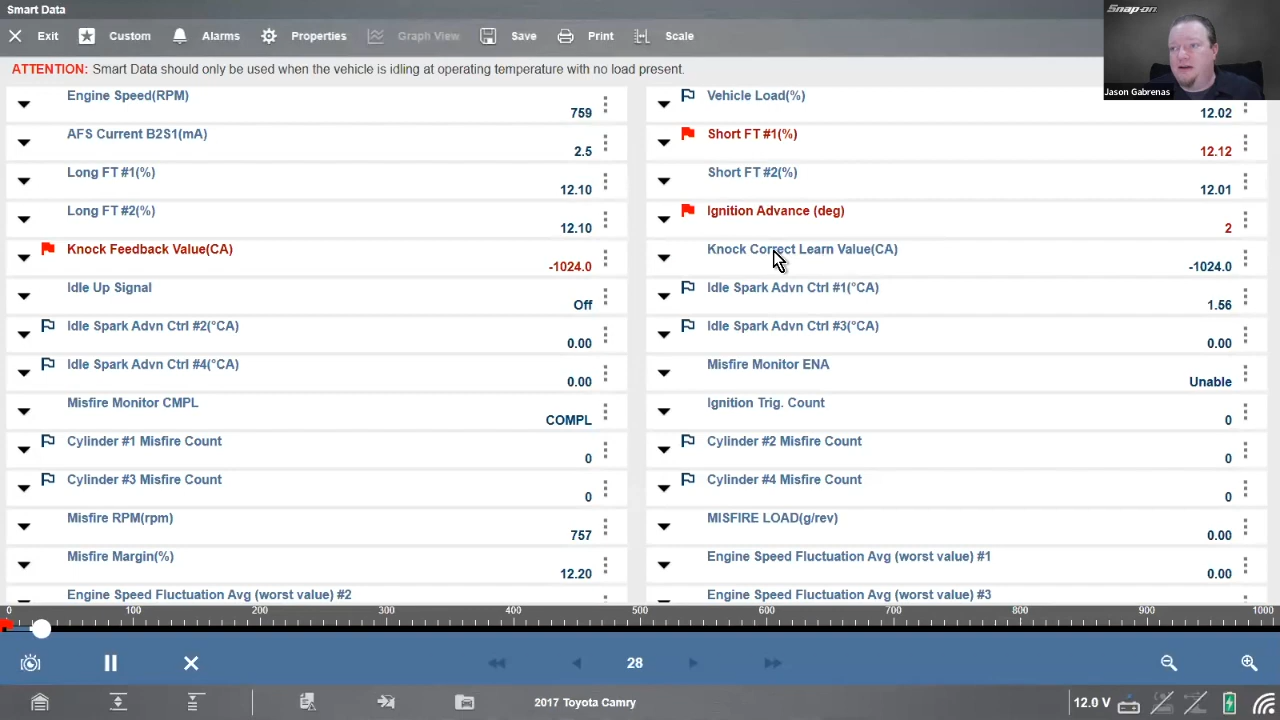 Smart Data
Exit Custom Alarms Properties Graph View Save Print Scale
Snap-on
Jason Gabrenas
ATTENTION: Smart Data should only be used when the vehicle is idling at operating temperature with no load present.
Engine Speed(RPM)
759
Vehicle Load(%)
12.02
AFS Current B2S1(mA)
2.5
Short FT #1(%)
12.12
Long FT #1(%)
12.10
Short FT #2(%)
12.01
Long FT #2(%)
12.10
Ignition Advance (deg)
2
Knock Feedback Value(CA)
-1024.0
Knock Correct Learn Value(CA)
-1024.0
Idle Up Signal
Off
Idle Spark Advn Ctrl #1(°CA)
1.56
Idle Spark Advn Ctrl #2(°CA)
0.00
Idle Spark Advn Ctrl #3(°CA)
0.00
Idle Spark Advn Ctrl #4(°CA)
0.00
Misfire Monitor ENA
Unable
Misfire Monitor CMPL
COMPL
Ignition Trig. Count
0
Cylinder #1 Misfire Count
0
Cylinder #2 Misfire Count
0
Cylinder #3 Misfire Count
0
Cylinder #4 Misfire Count
0
Misfire RPM(rpm)
757
MISFIRE LOAD(g/rev)
0.00
Misfire Margin(%)
12.20
Engine Speed Fluctuation Avg (worst value) #1
0.00
Engine Speed Fluctuation Avg (worst value) #2
Engine Speed Fluctuation Avg (worst value) #3
0 100 200 300 400 500 600 700 800 900 1000
28
2017 Toyota Camry
12.0 V